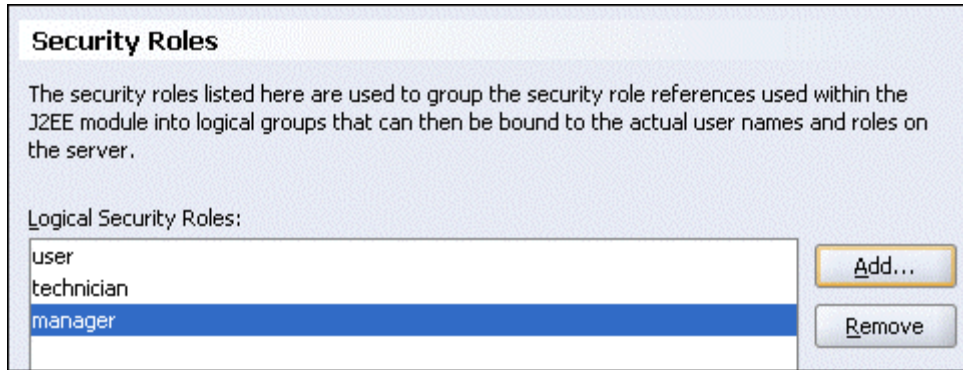 Security Roles
The security roles listed here are used to group the security role references used within the
J2EE module into logical groups that can then be bound to the actual user names and roles on
the server.
Logical Security Roles:
user
technician
manager
Add...
Remove